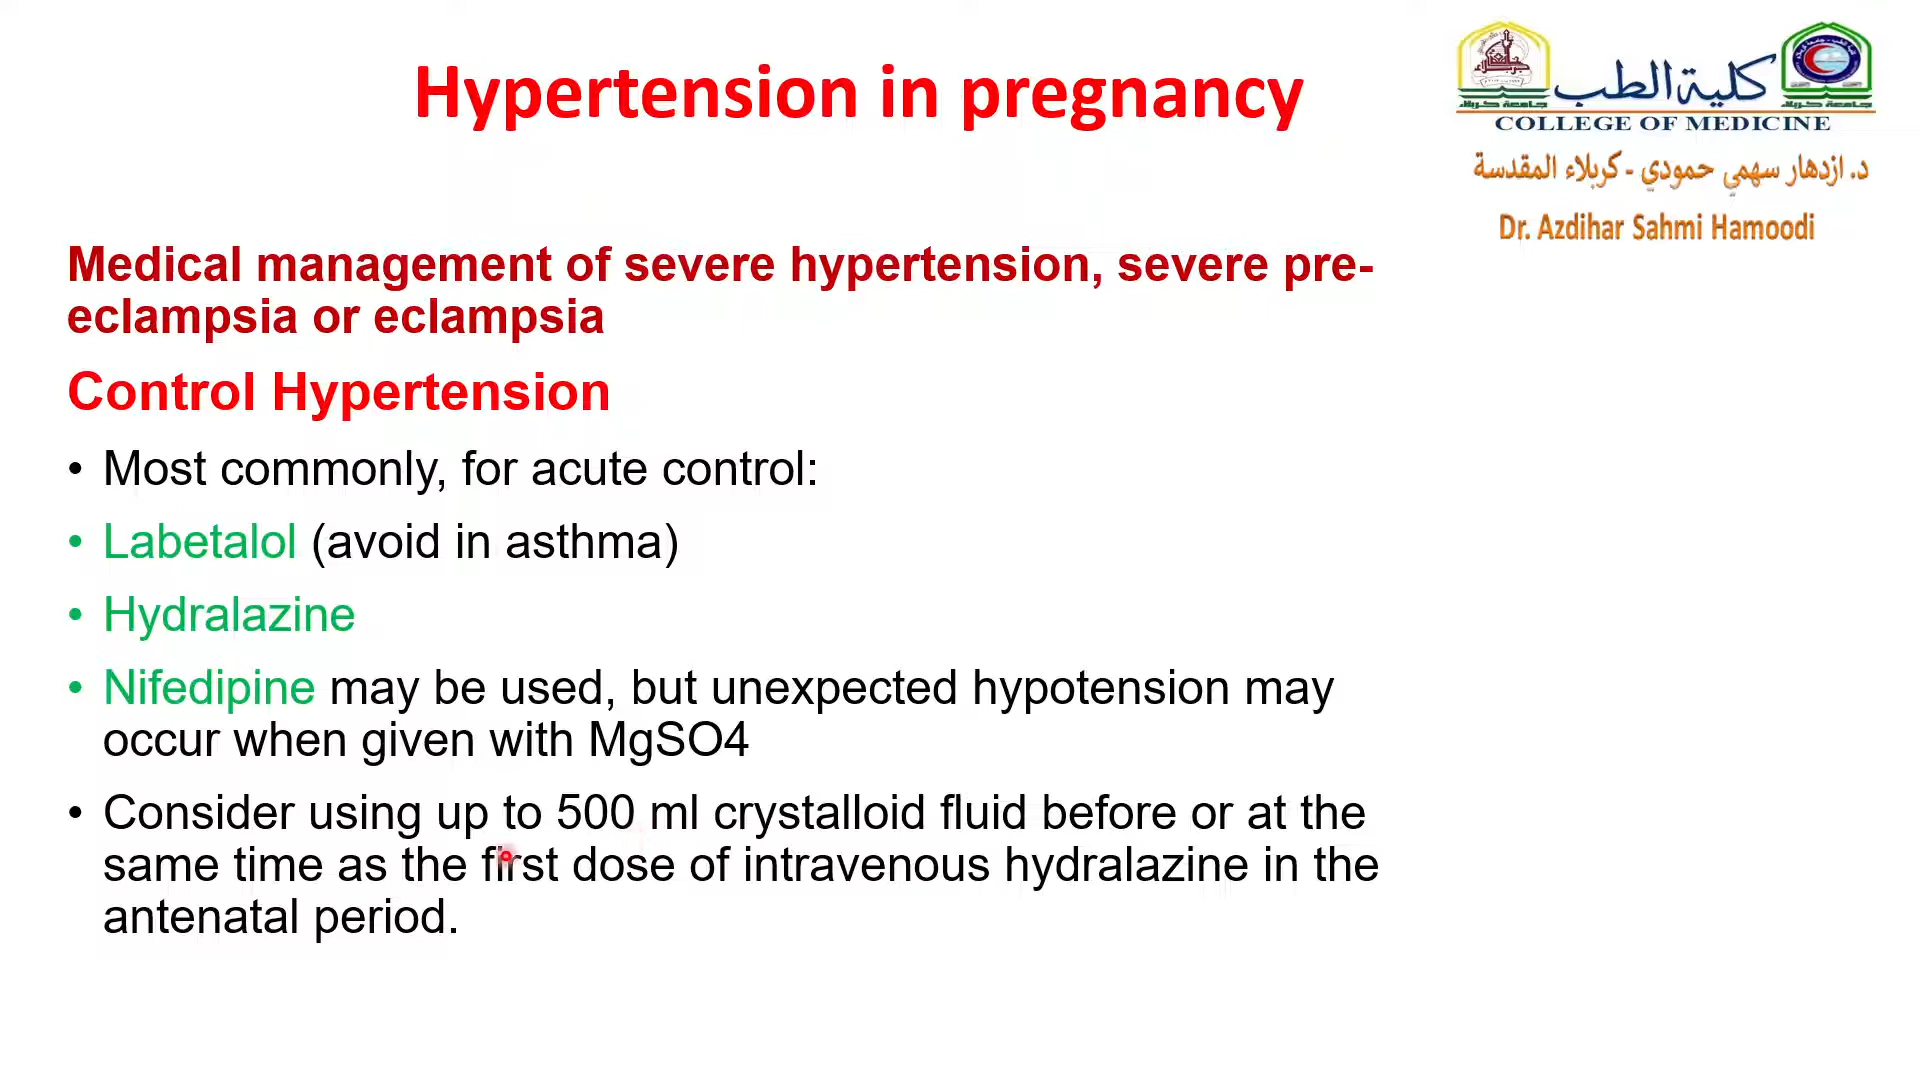 Hypertension in pregnancy
كلية الطب
COLLEGE OF MEDICINE
د. ازدهار سهمي حمودي - كربلاء المقدسة
Dr. Azdihar Sahmi Hamoodi
Medical management of severe hypertension, severe pre-
eclampsia or eclampsia
Control Hypertension
• Most commonly, for acute control:
• Labetalol (avoid in asthma)
• Hydralazine
• Nifedipine may be used, but unexpected hypotension may
occur when given with MgSO4
• Consider using up to 500 ml crystalloid fluid before or at the
same time as the first dose of intravenous hydralazine in the
antenatal period.